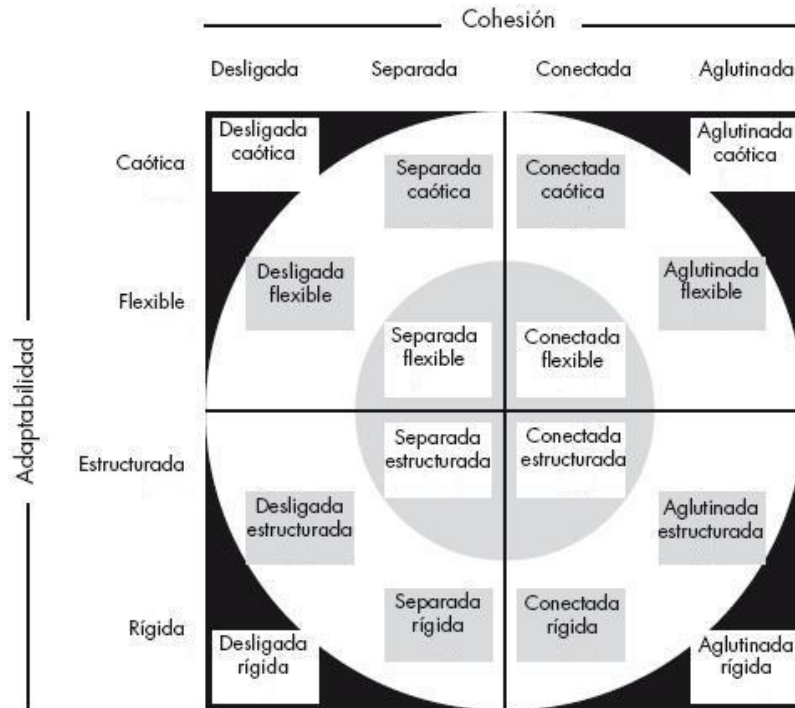 Cohesión
Desligada Separada Conectada Aglutinada
Adaptabilidad
Caótica
Flexible
Estructurada
Rígida
Desligada
caótica
Aglutinada
caótica
Separada
caótica
Conectada
caótica
Desligada
flexible
Aglutinada
flexible
Separada
flexible
Conectada
flexible
Separada
estructurada
Conectada
estructurada
Desligada
estructurada
Aglutinada
estructurada
Separada
rígida
Conectada
rígida
Desligada
rígida
Aglutinada
rígida